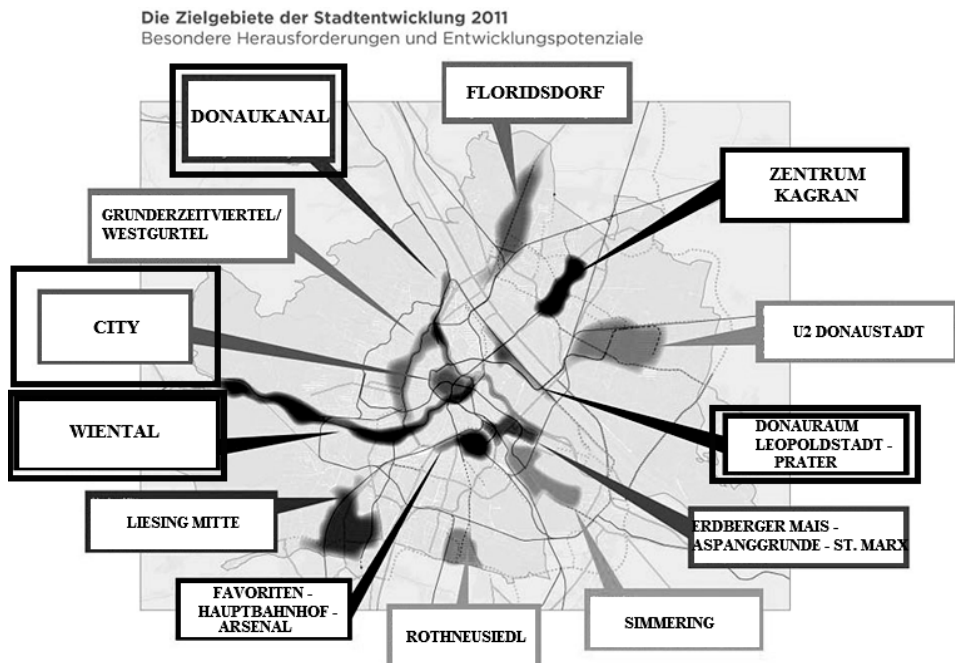 Die Zielgebiete der Stadtentwicklung 2011
Besondere Herausforderungen und Entwicklungspotenziale
DONAUKANAL
FLORIDSDORF
ZENTRUM
KAGRAN
GRUNDERZEITVIERTEL/
WESTGURTEL
CITY
U2 DONAUSTADT
WIENTAL
DONAURAUM
LEOPOLDSTADT -
PRATER
LIESING MITTE
ERDBERGER MAIS -
ASPANGGRUNDE - ST. MARX
FAVORITEN -
HAUPTBAHNHOF -
ARSENAL
ROTHNEUSIEDL
SIMMERING